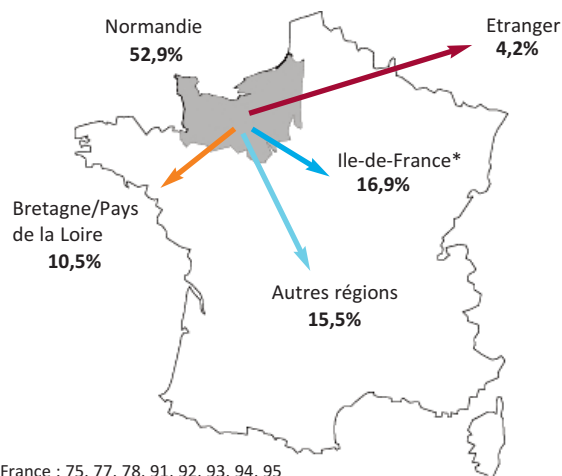 Normandie
52,9%
Etranger
4,2%
Ile-de-France*
16,9%
Bretagne/Pays
de la Loire
10,5%
Autres régions
15,5%
France : 75, 77, 78, 91, 92, 93, 94, 95